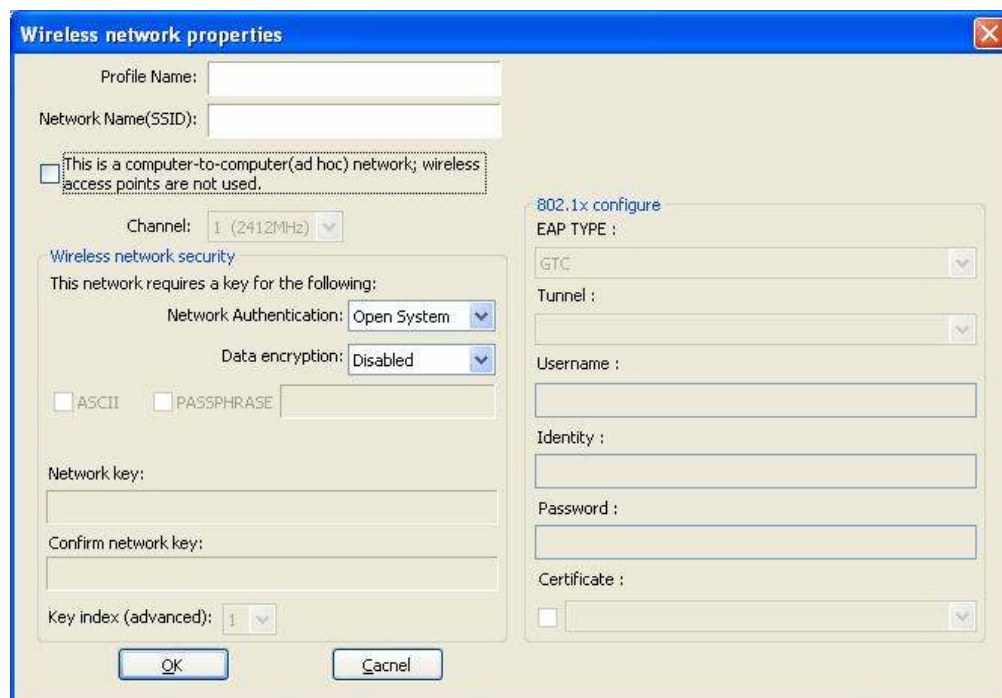 Wireless network properties
Profile Name:
Network Name(SSID):
This is a computer-to-computer(ad hoc) network; wireless
access points are not used.
Channel: 1 (2412MHz)
Wireless network security
This network requires a key for the following:
Network Authentication: Open System
Data encryption: Disabled
ASCII PASSPHRASE
Network key:
Confirm network key:
Key index (advanced): 1
802.1x configure
EAP TYPE :
GTC
Tunnel :
Username :
Identity :
Password :
Certificate :
OK Cacnel